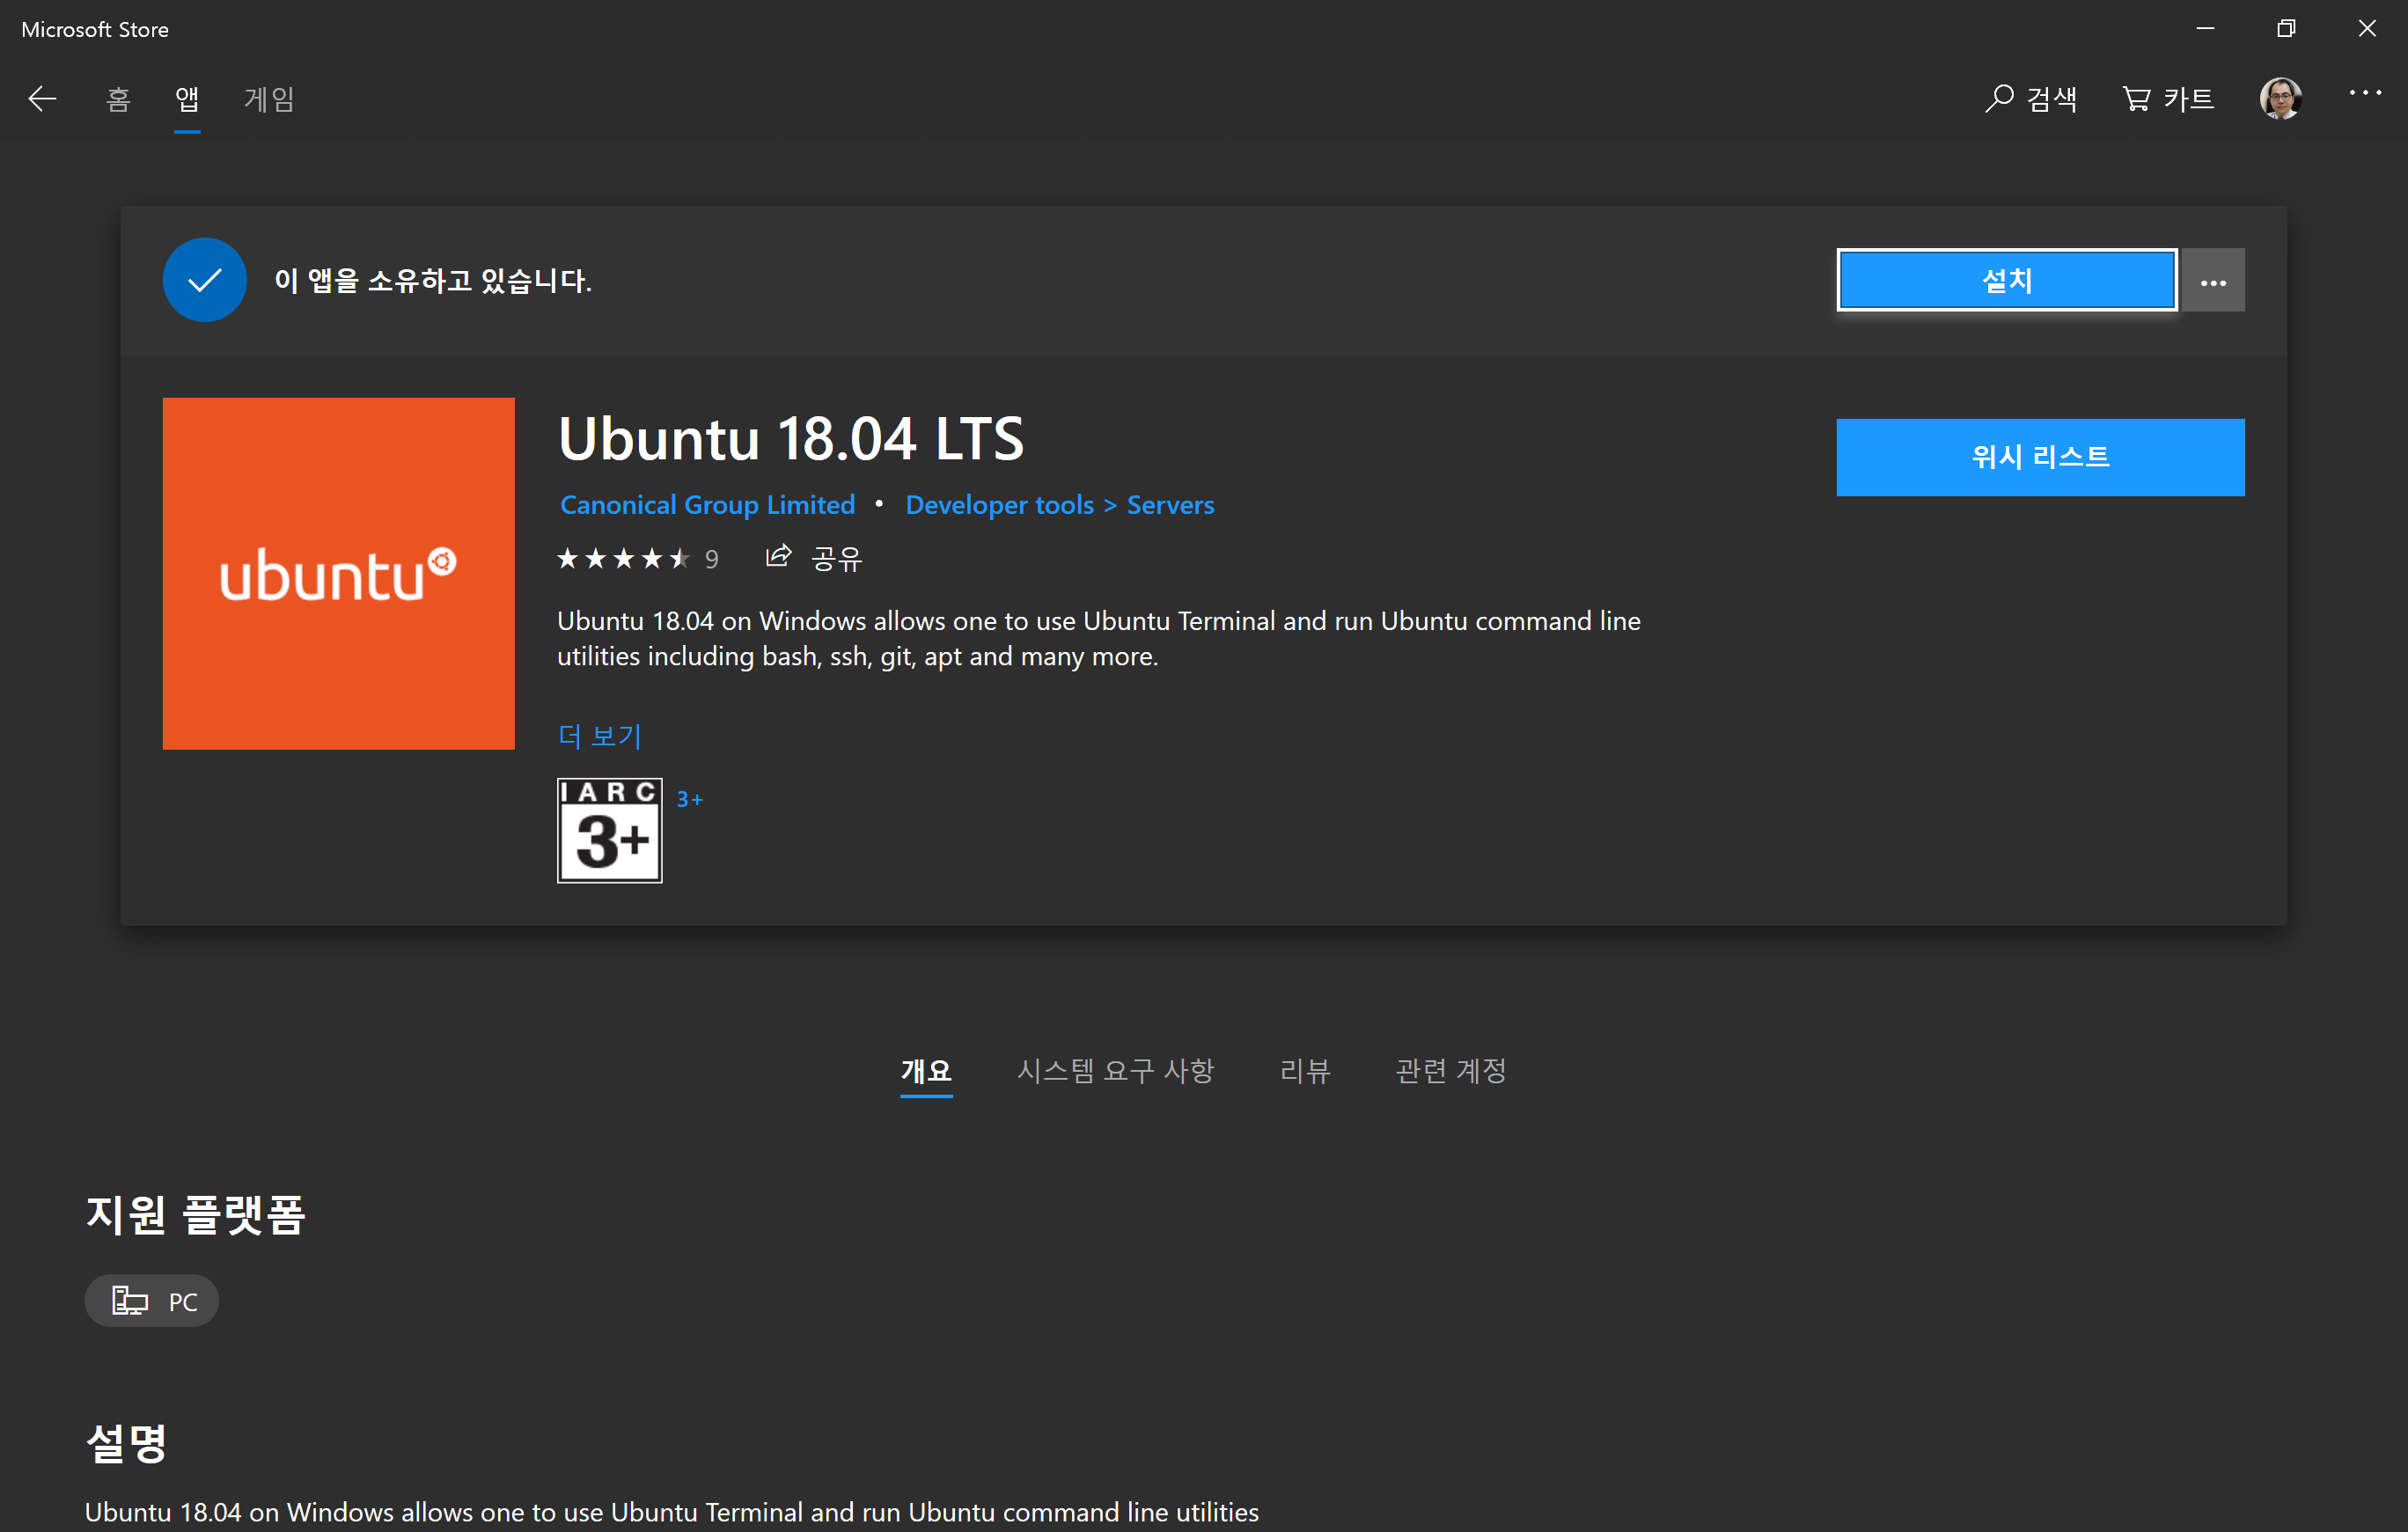 Microsoft Store
홈 앱 게임 검색 카트
이 앱을 소유하고 있습니다. 설치
ubuntu
Ubuntu 18.04 LTS
위시 리스트
Canonical Group Limited • Developer tools > Servers
9 공유
Ubuntu 18.04 on Windows allows one to use Ubuntu Terminal and run Ubuntu command line
utilities including bash, ssh, git, apt and many more.
더 보기
IARC
3+
3+
개요 시스템 요구 사항 리뷰 관련 계정
지원 플랫폼
PC
설명
Ubuntu 18.04 on Windows allows one to use Ubuntu Terminal and run Ubuntu command line utilities